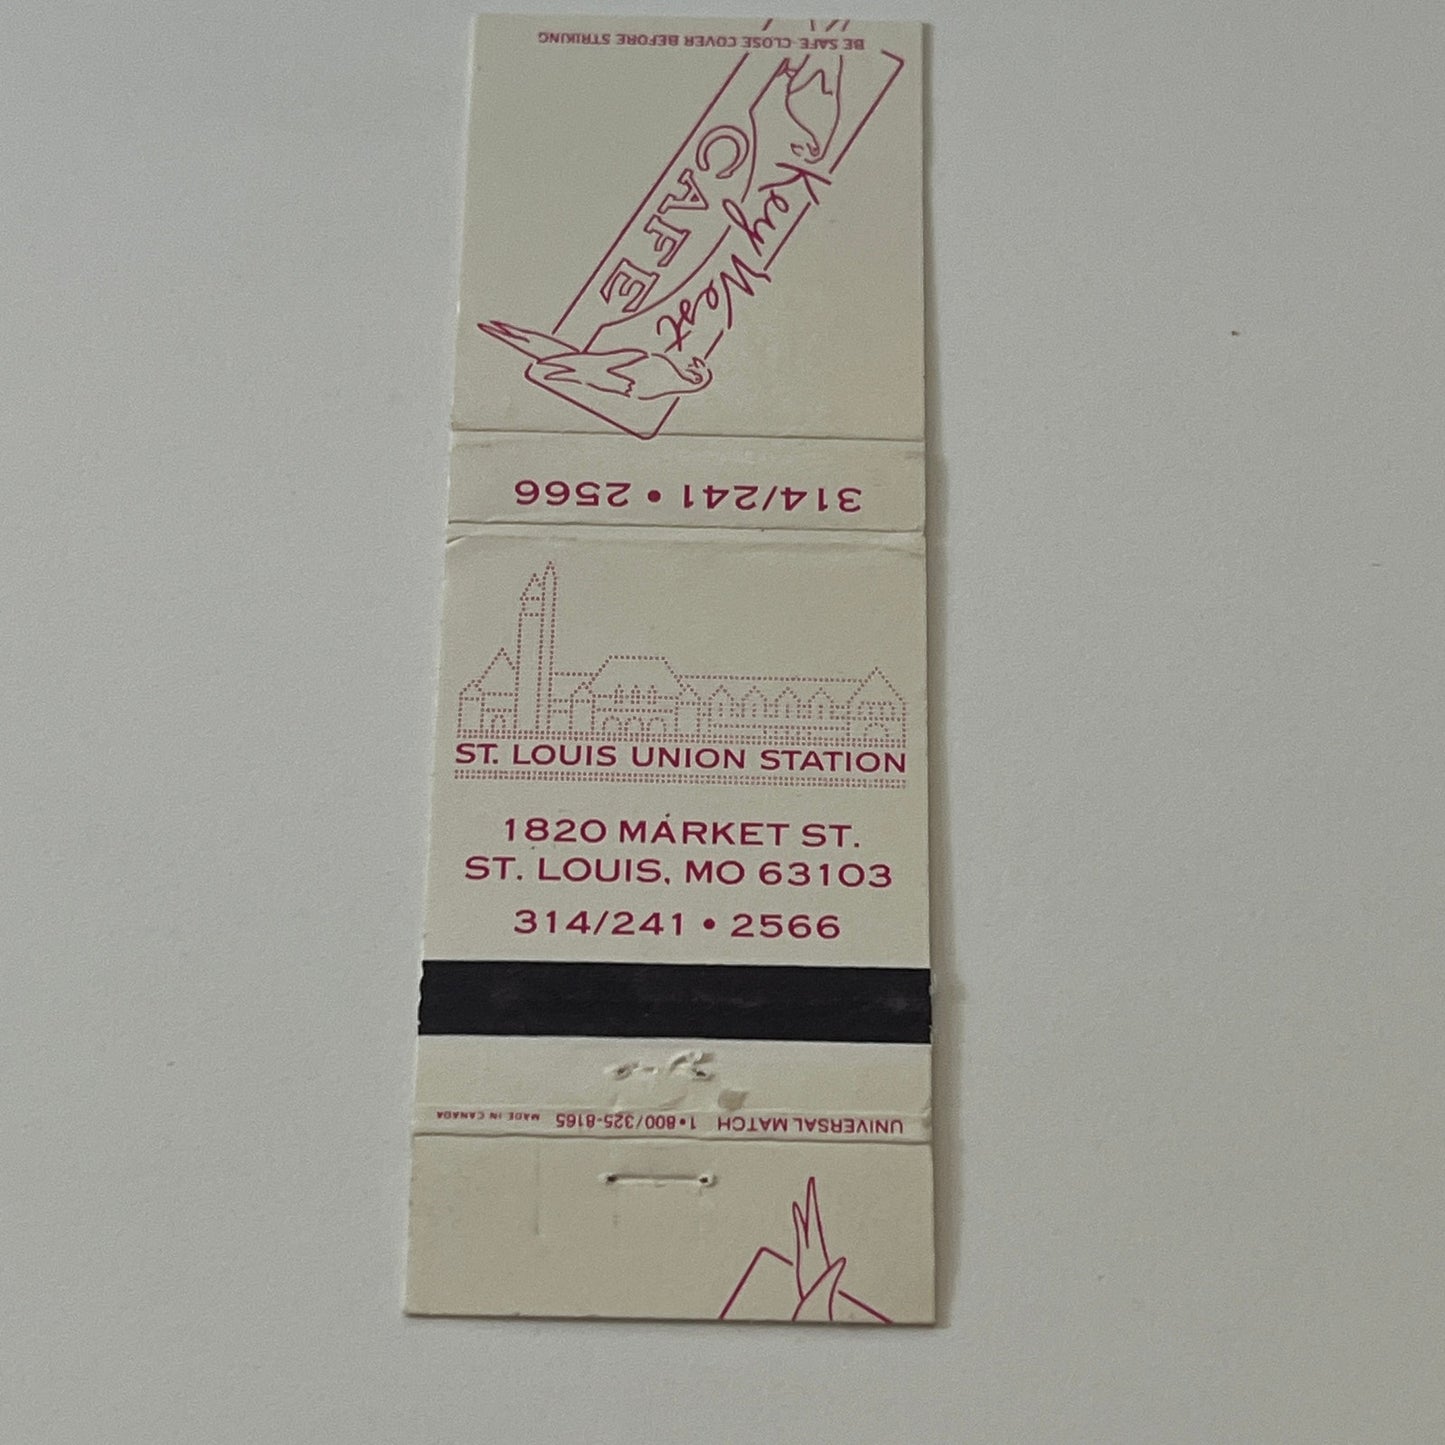 BE SAFE-CLOSE COVER BEFORE STRIKING
Key West
CAFE
314/241 • 2566
ST. LOUIS UNION STATION
1820 MARKET ST.
ST. LOUIS, MO 63103
314/241 • 2566
UNIVERSAL MATCH 1•800/325-8165 MADE IN CANADA